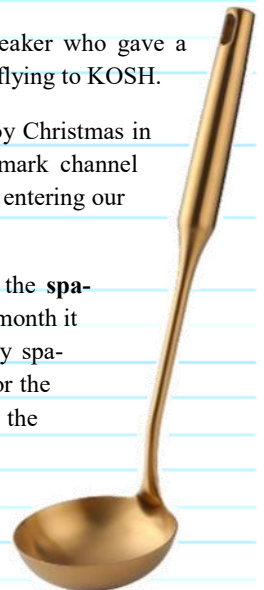 eaker who gave a
flying to KOSH.
by Christmas in
mark channel
entering our
the spa-
month it
y spa-
or the
the